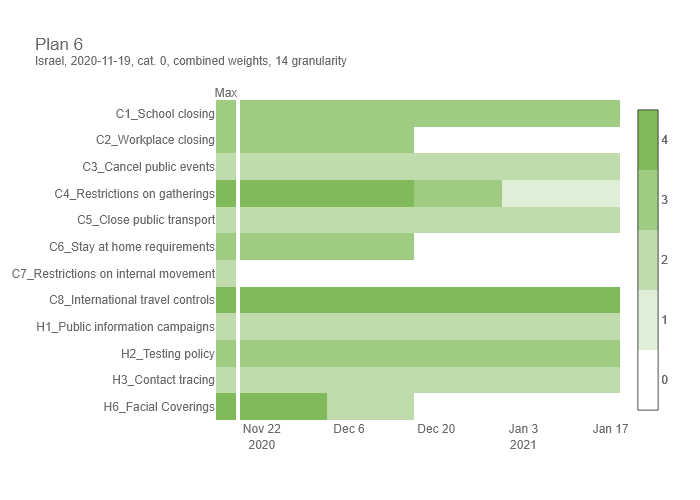 Plan 6
Israel, 2020-11-19, cat. 0, combined weights, 14 granularity
Max
C1_School closing
C2_Workplace closing
C3_Cancel public events
C4_Restrictions on gatherings
C5_Close public transport
C6_Stay at home requirements
C7_Restrictions on internal movement
C8_International travel controls
H1_Public information campaigns
H2_Testing policy
H3_Contact tracing
H6_Facial Coverings
Nov 22 Dec 6 Dec 20 Jan 3 Jan 17
2020 2021
4
3
2
1
0